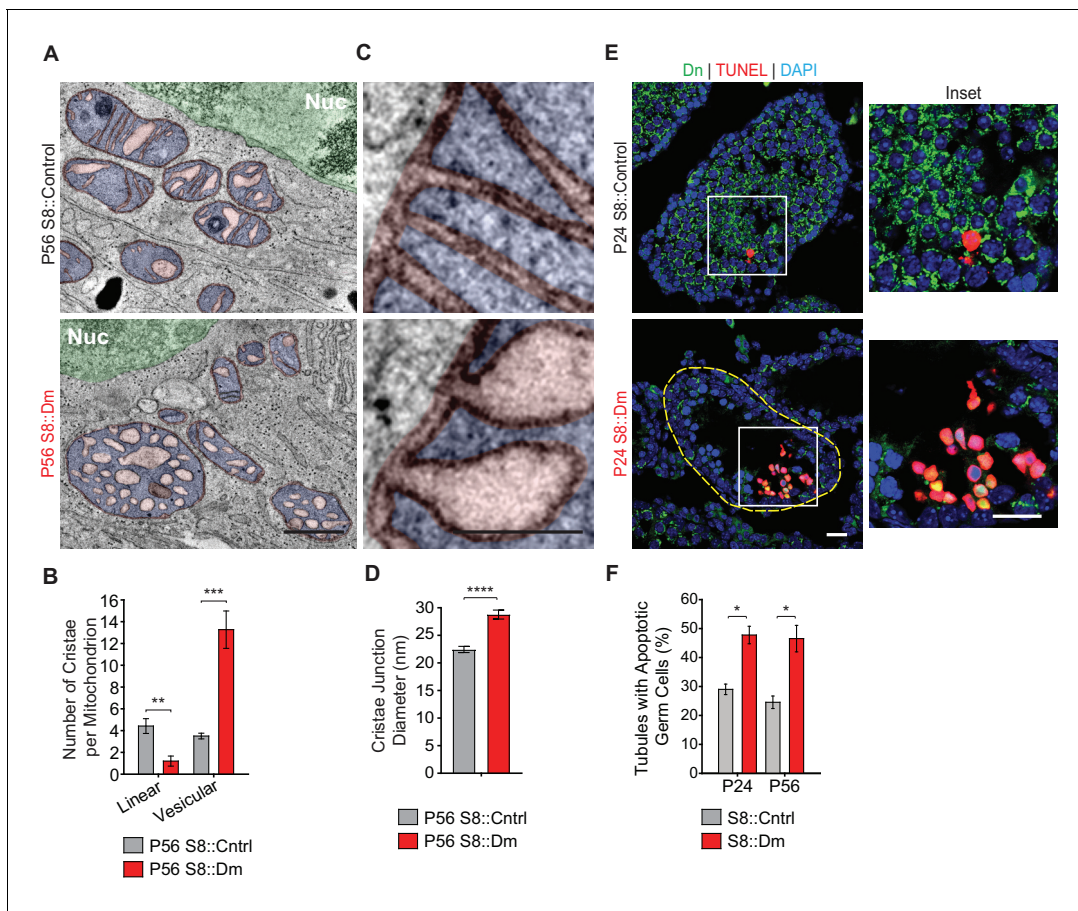 A
C
E
Dn | TUNEL | DAPI
Inset
P56 S8::Control
Nuc
P24 S8::Control
P56 S8::Dm
Nuc
P24 S8::Dm
B
D
F
Number of Cristae
per Mitochondrion
16
14
12
10
8
6
4
2
0
**
***
Linear
Vesicular
P56 S8::Cntrl
P56 S8::Dm
Cristae Junction
Diameter (nm)
30
25
20
15
10
5
0
****
P56 S8::Cntrl
P56 S8::Dm
Tubules with Apoptotic
Germ Cells (%)
60
50
40
30
20
10
0
*
*
P24
P56
S8::Cntrl
S8::Dm